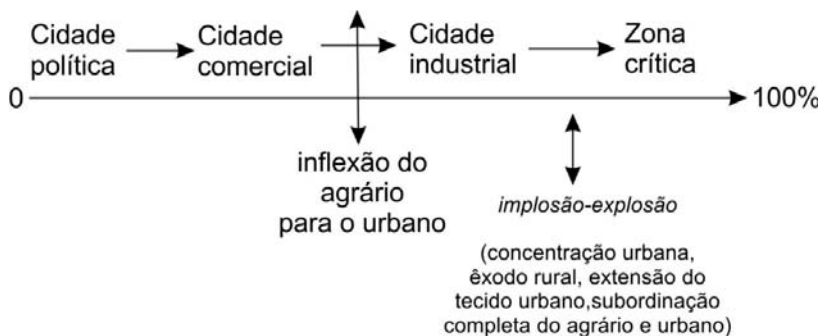 Cidade política
Cidade comercial
Cidade industrial
Zona crítica
0
100%
inflexão do
agrário
para o urbano
implosão-explosão
(concentração urbana,
êxodo rural, extensão do
tecido urbano,subordinação
completa do agrário e urbano)